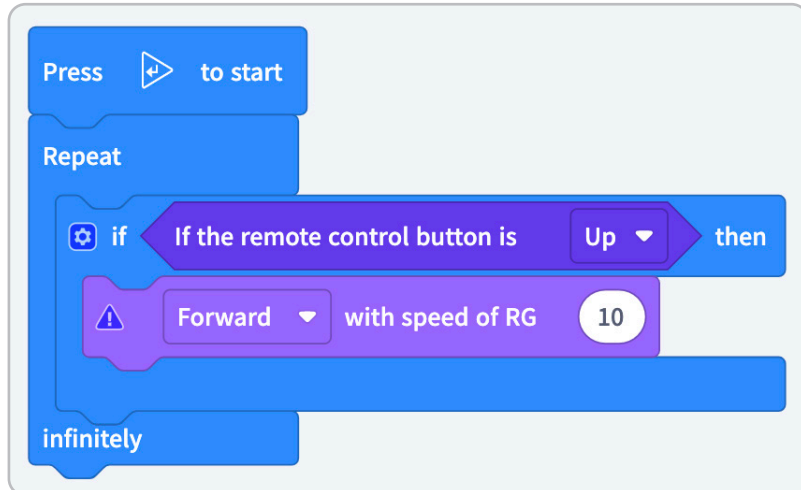 Press to start
Repeat
if If the remote control button is Up then
Forward with speed of RG 10
infinitely